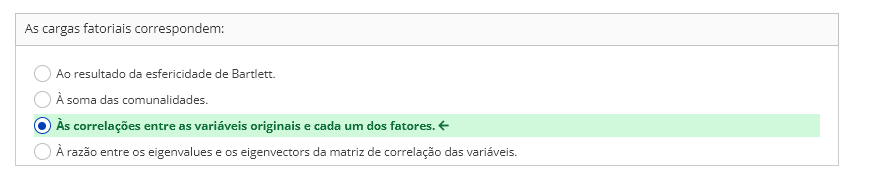 As cargas fatoriais correspondem:
Ao resultado da esfericidade de Bartlett.
À soma das comunalidades.
Às correlações entre as variáveis originais e cada um dos fatores. ←
À razão entre os eigenvalues e os eigenvectors da matriz de correlação das variáveis.